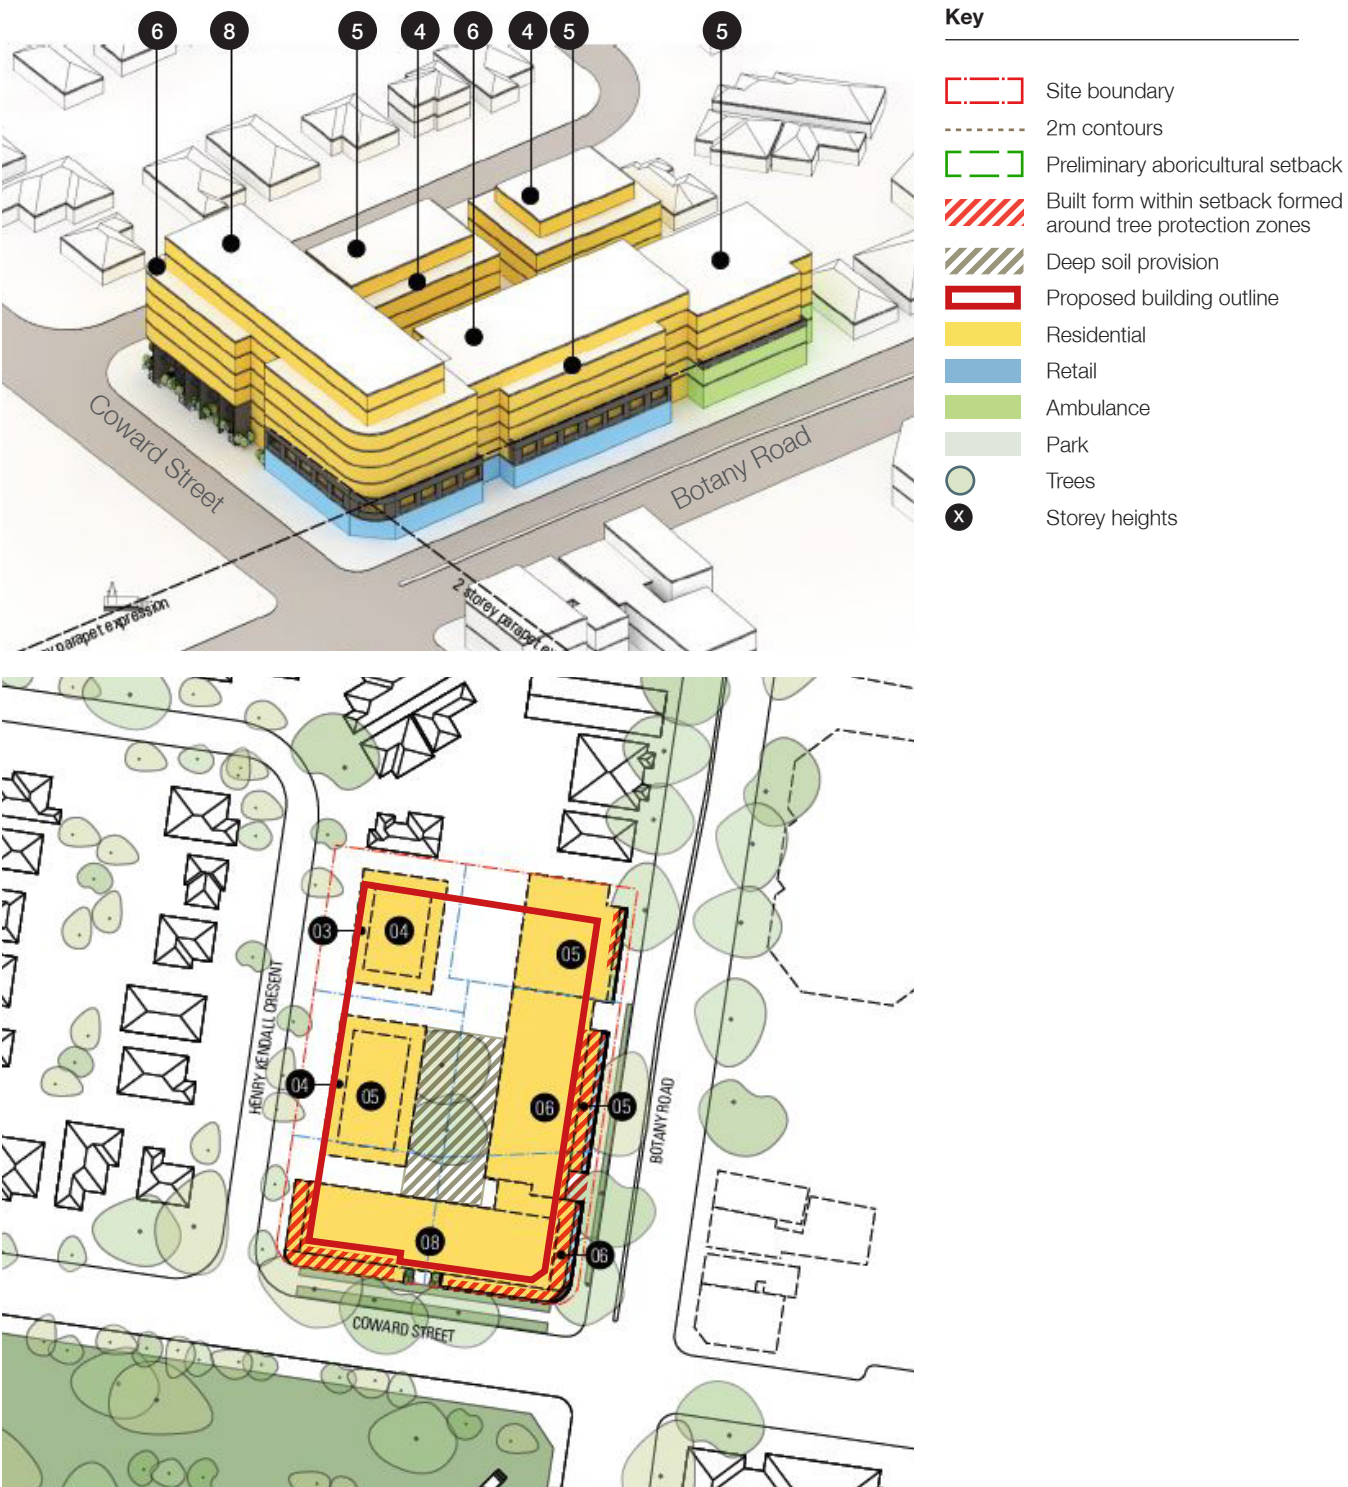 6 8 5 4 6 4 5 5
Coward Street
Botany Road
y parapet expression
2 storey parapet ex
Key
Site boundary
2m contours
Preliminary aboricultural setback
Built form within setback formed
around tree protection zones
Deep soil provision
Proposed building outline
Residential
Retail
Ambulance
Park
Trees
X Storey heights
03
04
05
HENRY KENDALL CRESENT
04
05
06
05
BOTANY ROAD
08
06
COWARD STREET